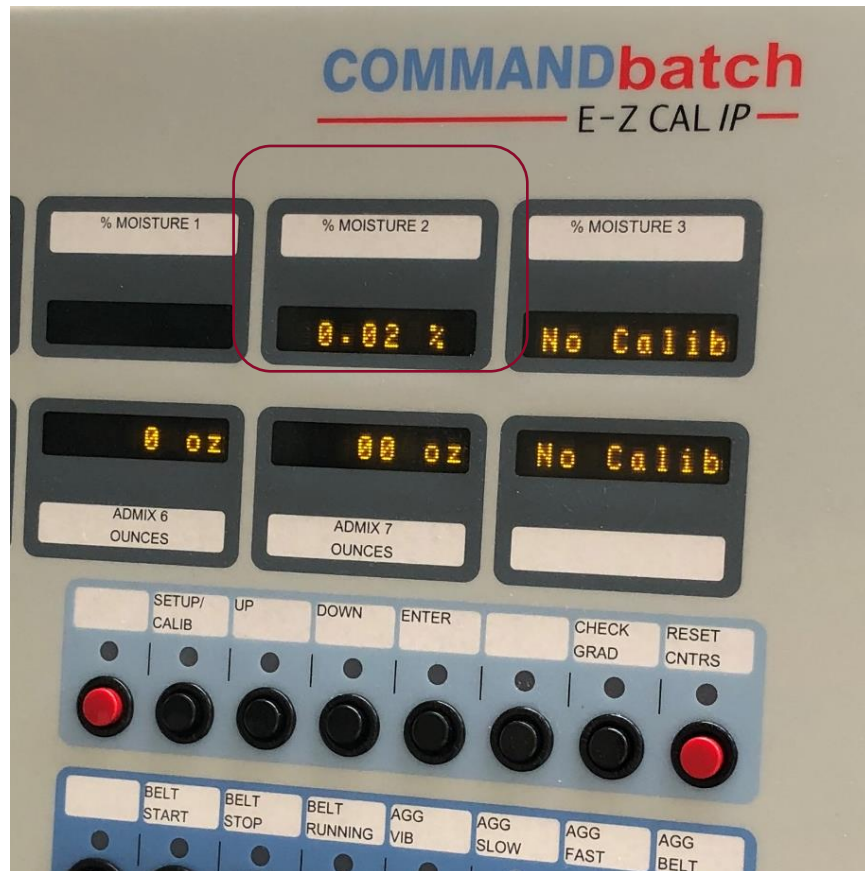 COMMANDbatch
E-Z CAL IP
% MOISTURE 1
% MOISTURE 2
% MOISTURE 3
0.02 %
No Calib
0 oz
00 oz
No Calib
ADMIX 6
OUNCES
ADMIX 7
OUNCES
SETUP/
CALIB
UP
DOWN
ENTER
CHECK
GRAD
RESET
CNTRS
BELT
START
BELT
STOP
BELT
RUNNING
AGG
VIB
AGG
SLOW
AGG
FAST
AGG
BELT